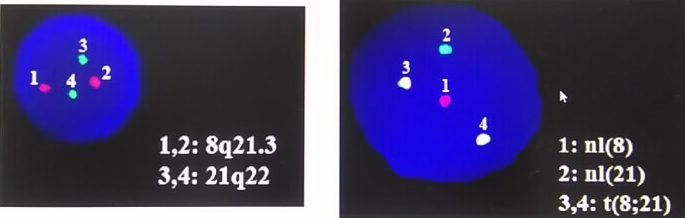 3
1 4 2
1,2: 8q21.3
3,4: 21q22
2
3
1
4
1: nl(8)
2: nl(21)
3,4: t(8;21)